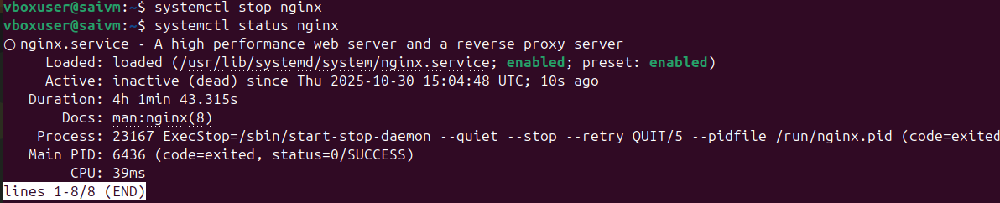 vboxuser@saivm:~$ systemctl stop nginx
vboxuser@saivm:~$ systemctl status nginx
○ nginx.service - A high performance web server and a reverse proxy server
     Loaded: loaded (/usr/lib/systemd/system/nginx.service; enabled; preset: enabled)
     Active: inactive (dead) since Thu 2025-10-30 15:04:48 UTC; 10s ago
   Duration: 4h 1min 43.315s
       Docs: man:nginx(8)
    Process: 23167 ExecStop=/sbin/start-stop-daemon --quiet --stop --retry QUIT/5 --pidfile /run/nginx.pid (code=exited
   Main PID: 6436 (code=exited, status=0/SUCCESS)
        CPU: 39ms
lines 1-8/8 (END)